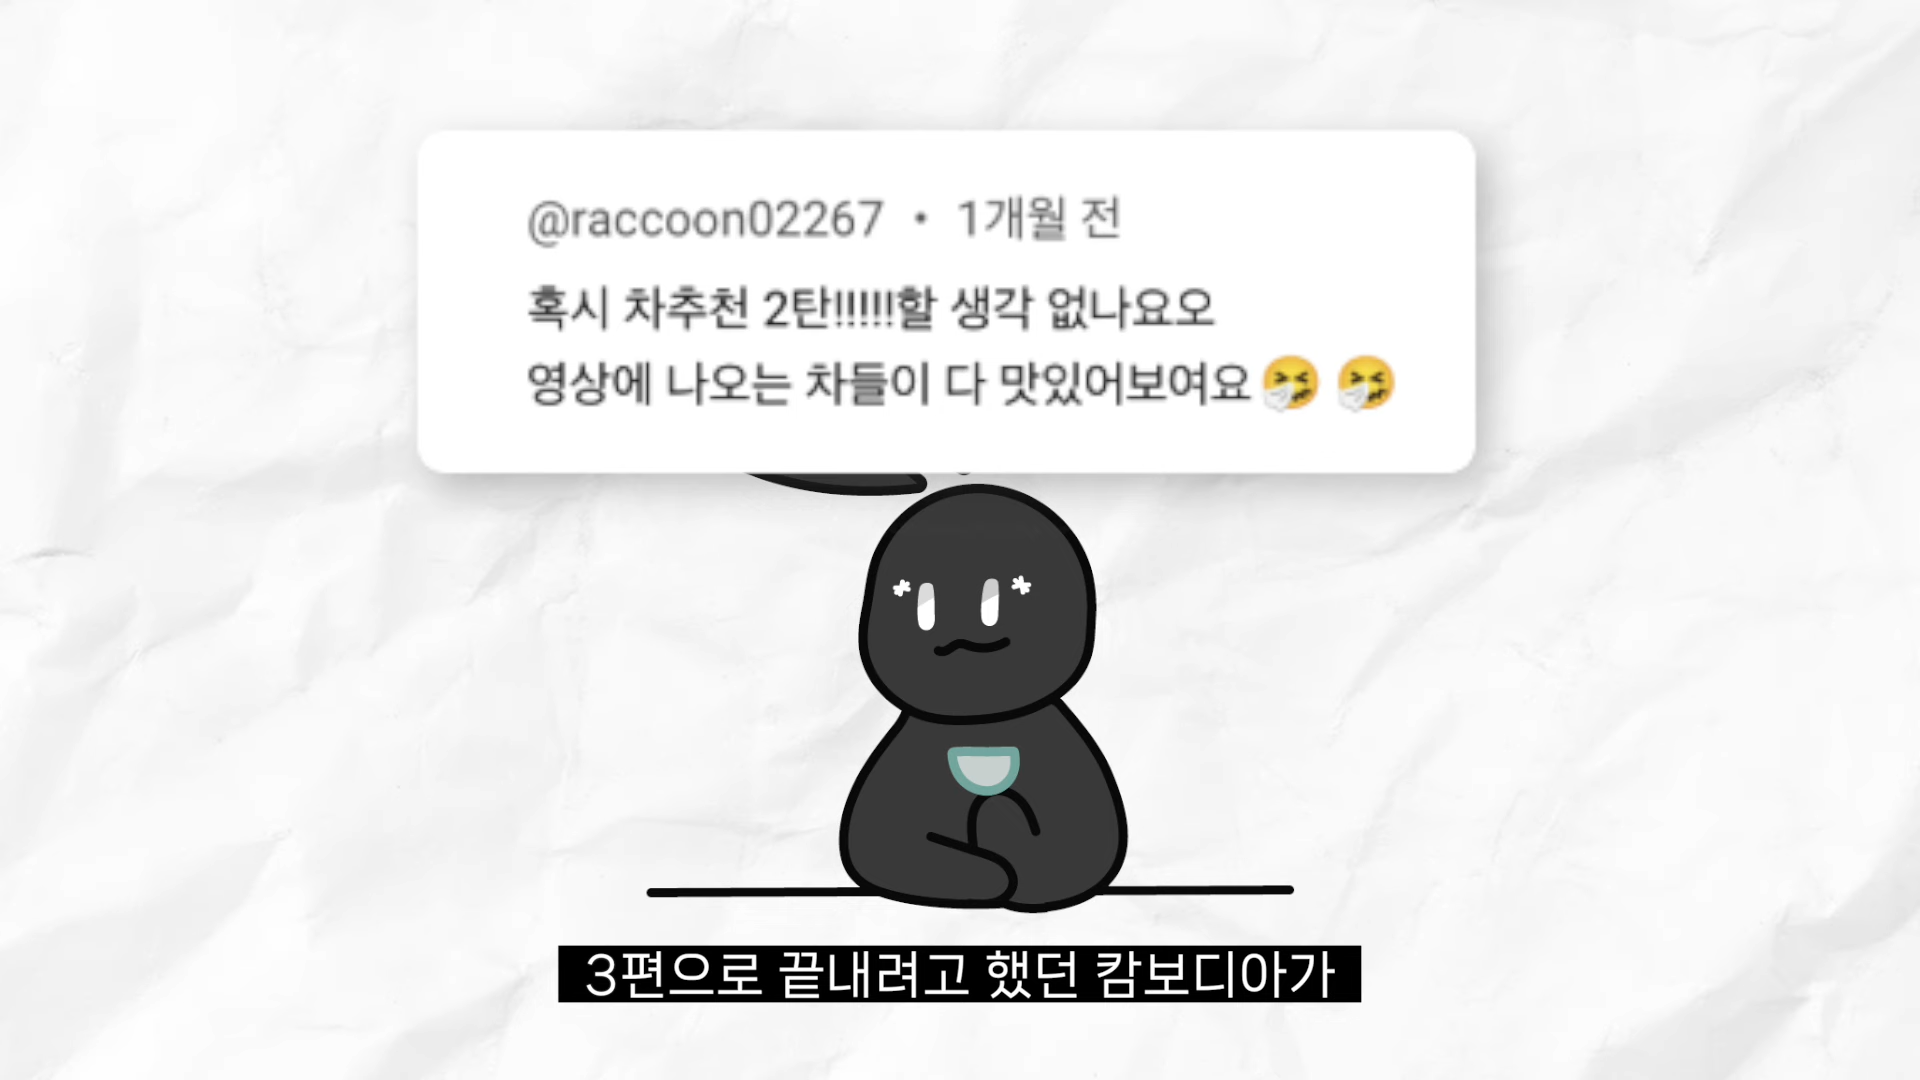 @raccoon02267 • 1개월 전
혹시 차추천 2탄!!!!!할 생각 없나요오
영상에 나오는 차들이 다 맛있어보여요🤧 🤧
3편으로 끝내려고 했던 캄보디아가